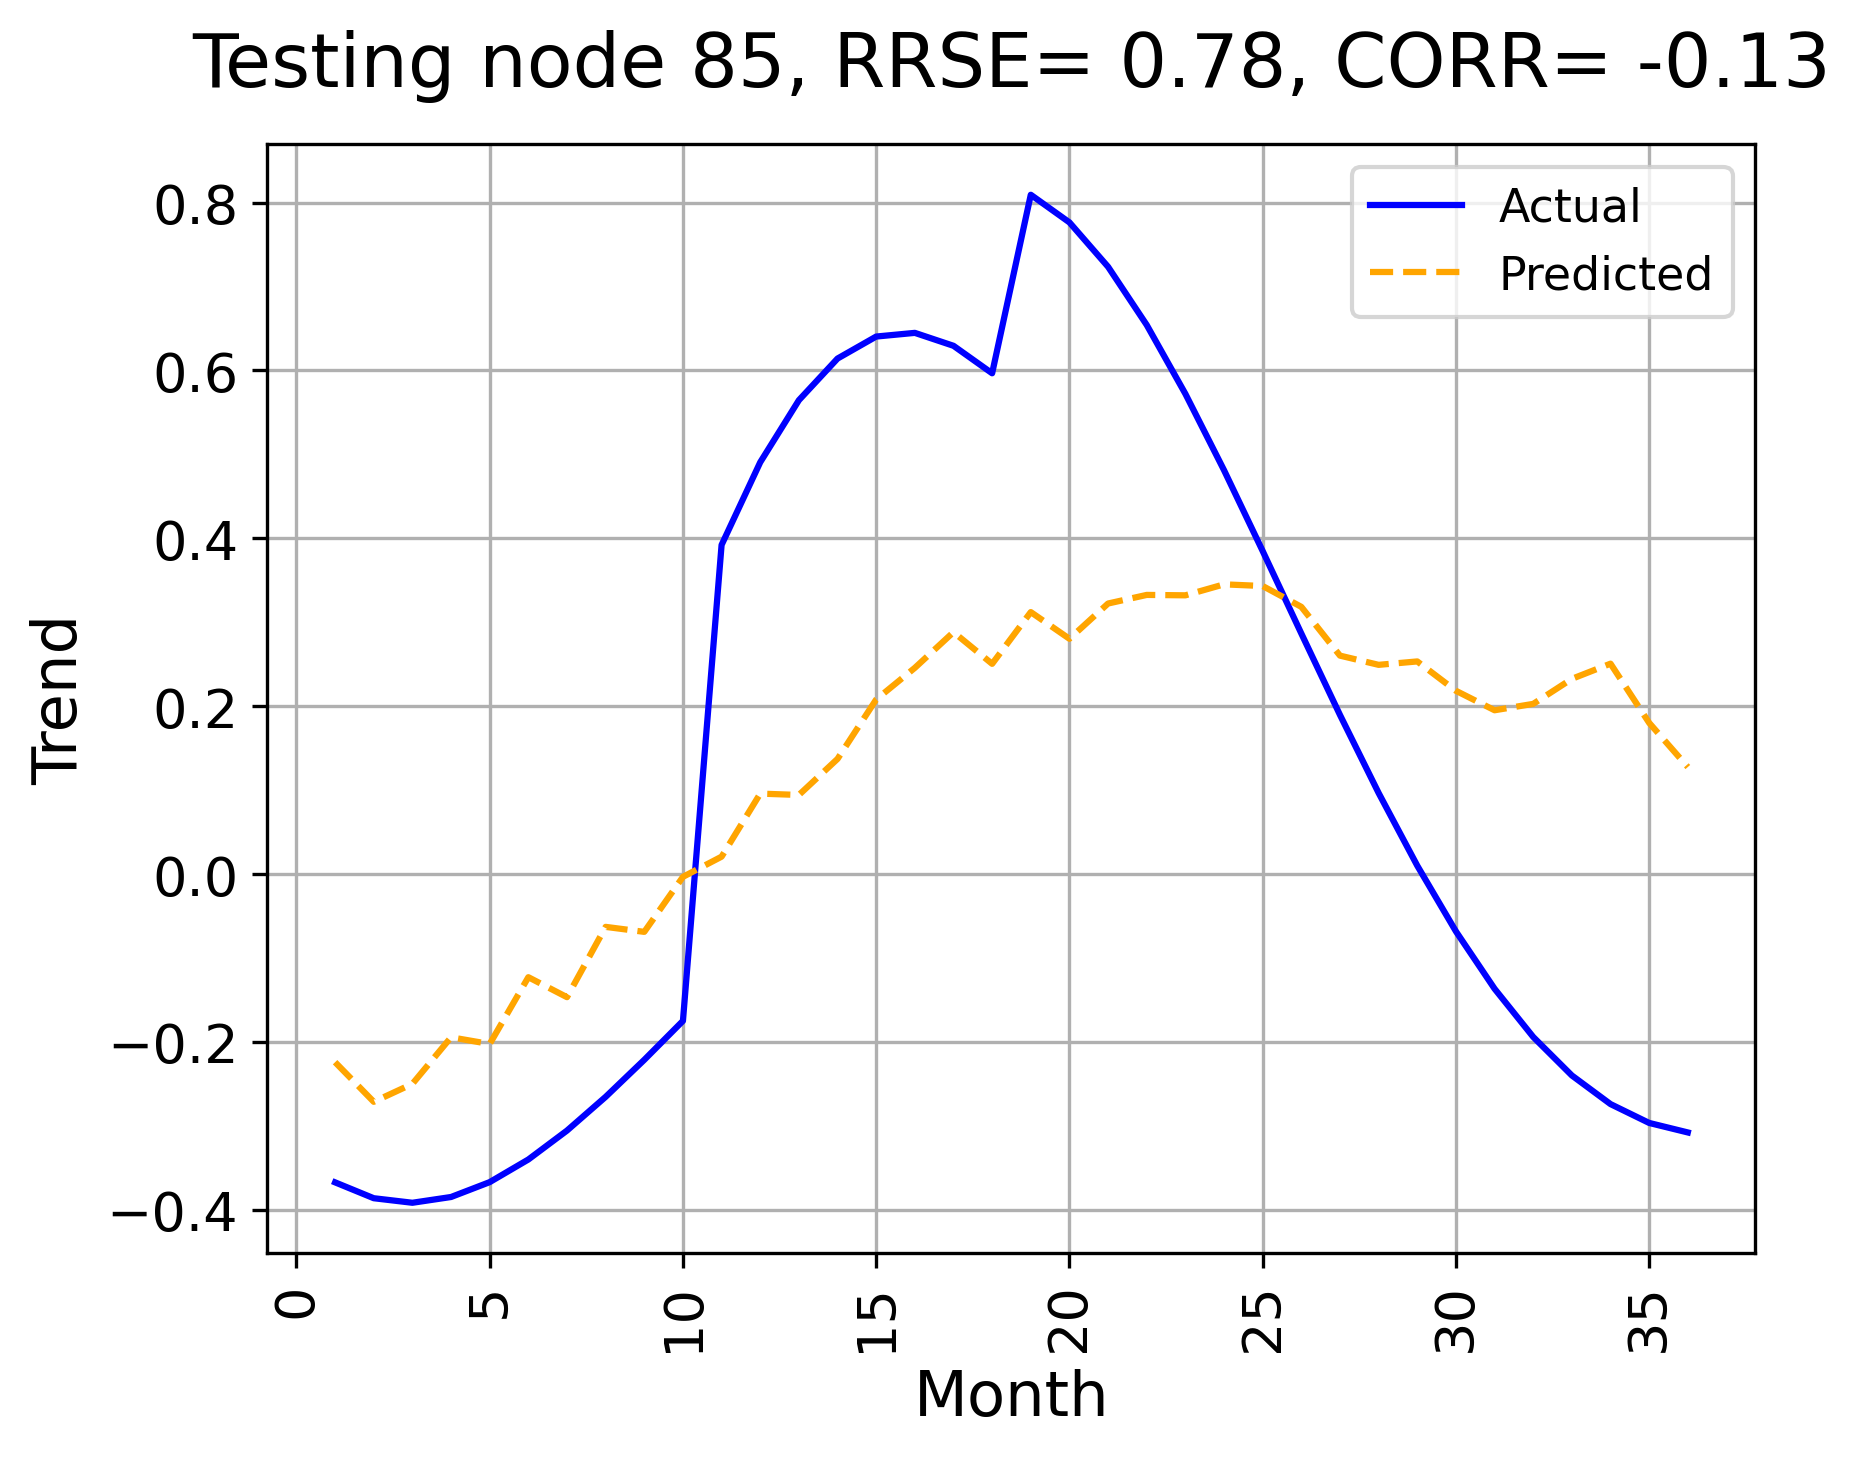 Testing node 85, RRSE= 0.78, CORR= -0.13
Actual
Predicted
0.8
0.6
0.4
0.2
0.0
−0.2
−0.4
Trend
0 5 10 15 20 25 30 35
Month